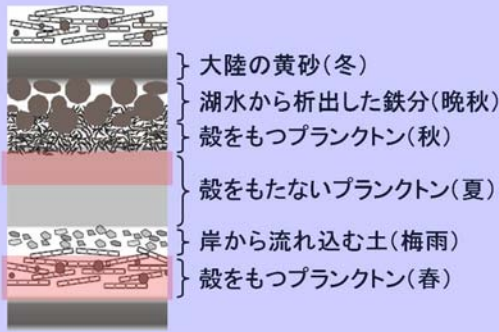 大陸の黄砂(冬)
湖水から析出した鉄分(晩秋)
殻をもつプランクトン(秋)
殻をもたないプランクトン(夏)
岸から流れ込む土(梅雨)
殻をもつプランクトン(春)